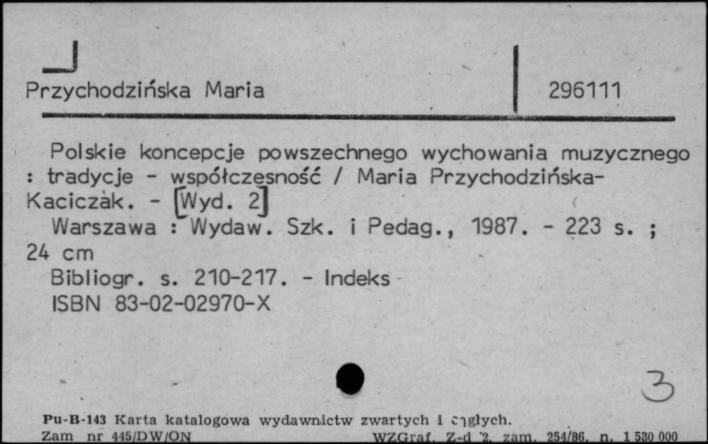 Przychodzińska Maria 296111
Polskie koncepcje powszechnego wychowania muzycznego
: tradycje - współczesność / Maria Przychodzińska-
Kaciczak. - [Wyd. 2]
Warszawa : Wydaw. Szk. i Pedag., 1987. - 223 s. ;
24 cm
Bibliogr. s. 210-217. - Indeks
ISBN 83-02-02970-X
3
Pu-B-143 Karta katalogowa wydawnictw zwartych i ciągłych.
Zam nr 445/DW/ON WZGraf. Z-d 2. zam. 254/86. n. 1 530 000